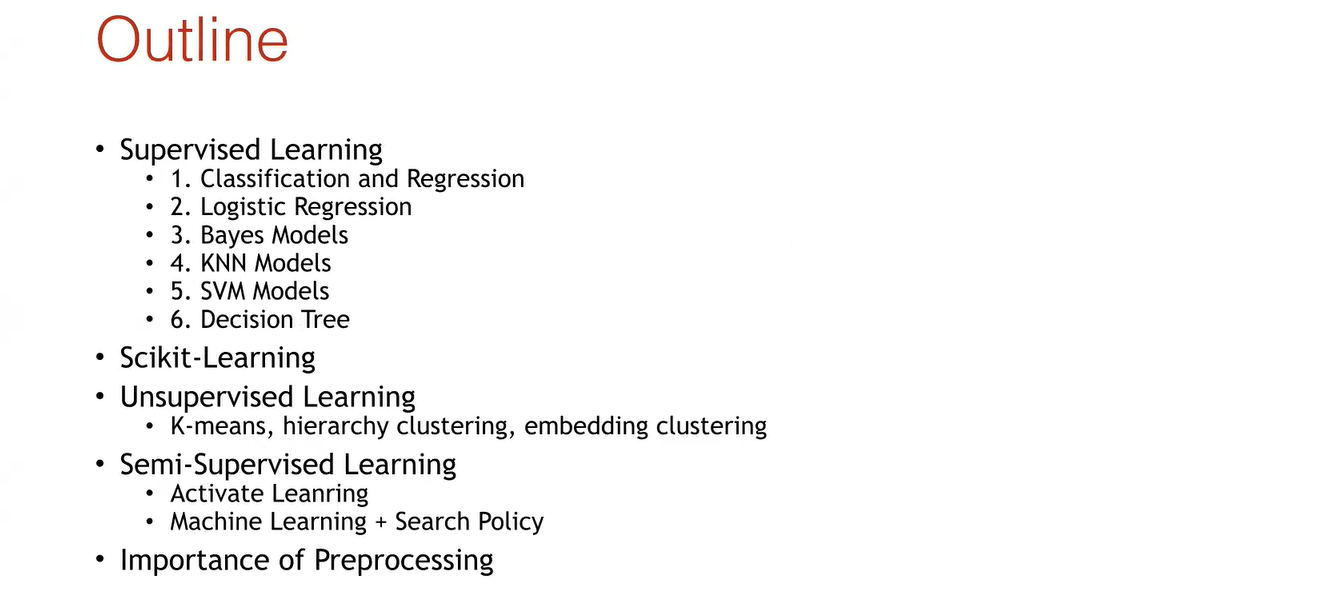 Outline
• Supervised Learning
• 1. Classification and Regression
• 2. Logistic Regression
• 3. Bayes Models
• 4. KNN Models
• 5. SVM Models
• 6. Decision Tree
• Scikit-Learning
• Unsupervised Learning
• K-means, hierarchy clustering, embedding clustering
• Semi-Supervised Learning
• Activate Leanring
• Machine Learning + Search Policy
• Importance of Preprocessing